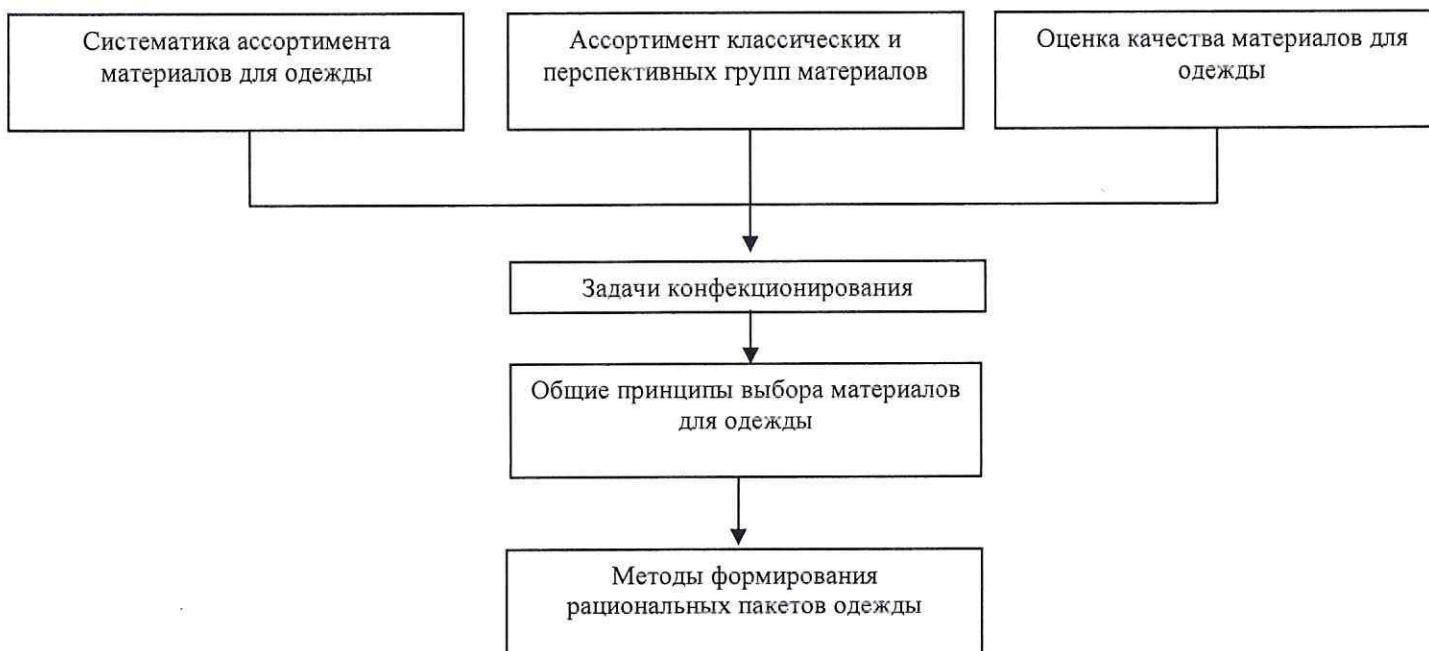 Систематика ассортимента
материалов для одежды
Ассортимент классических и
перспективных групп материалов
Оценка качества материалов для
одежды
Задачи конфекционирования
Общие принципы выбора материалов
для одежды
Методы формирования
рациональных пакетов одежды